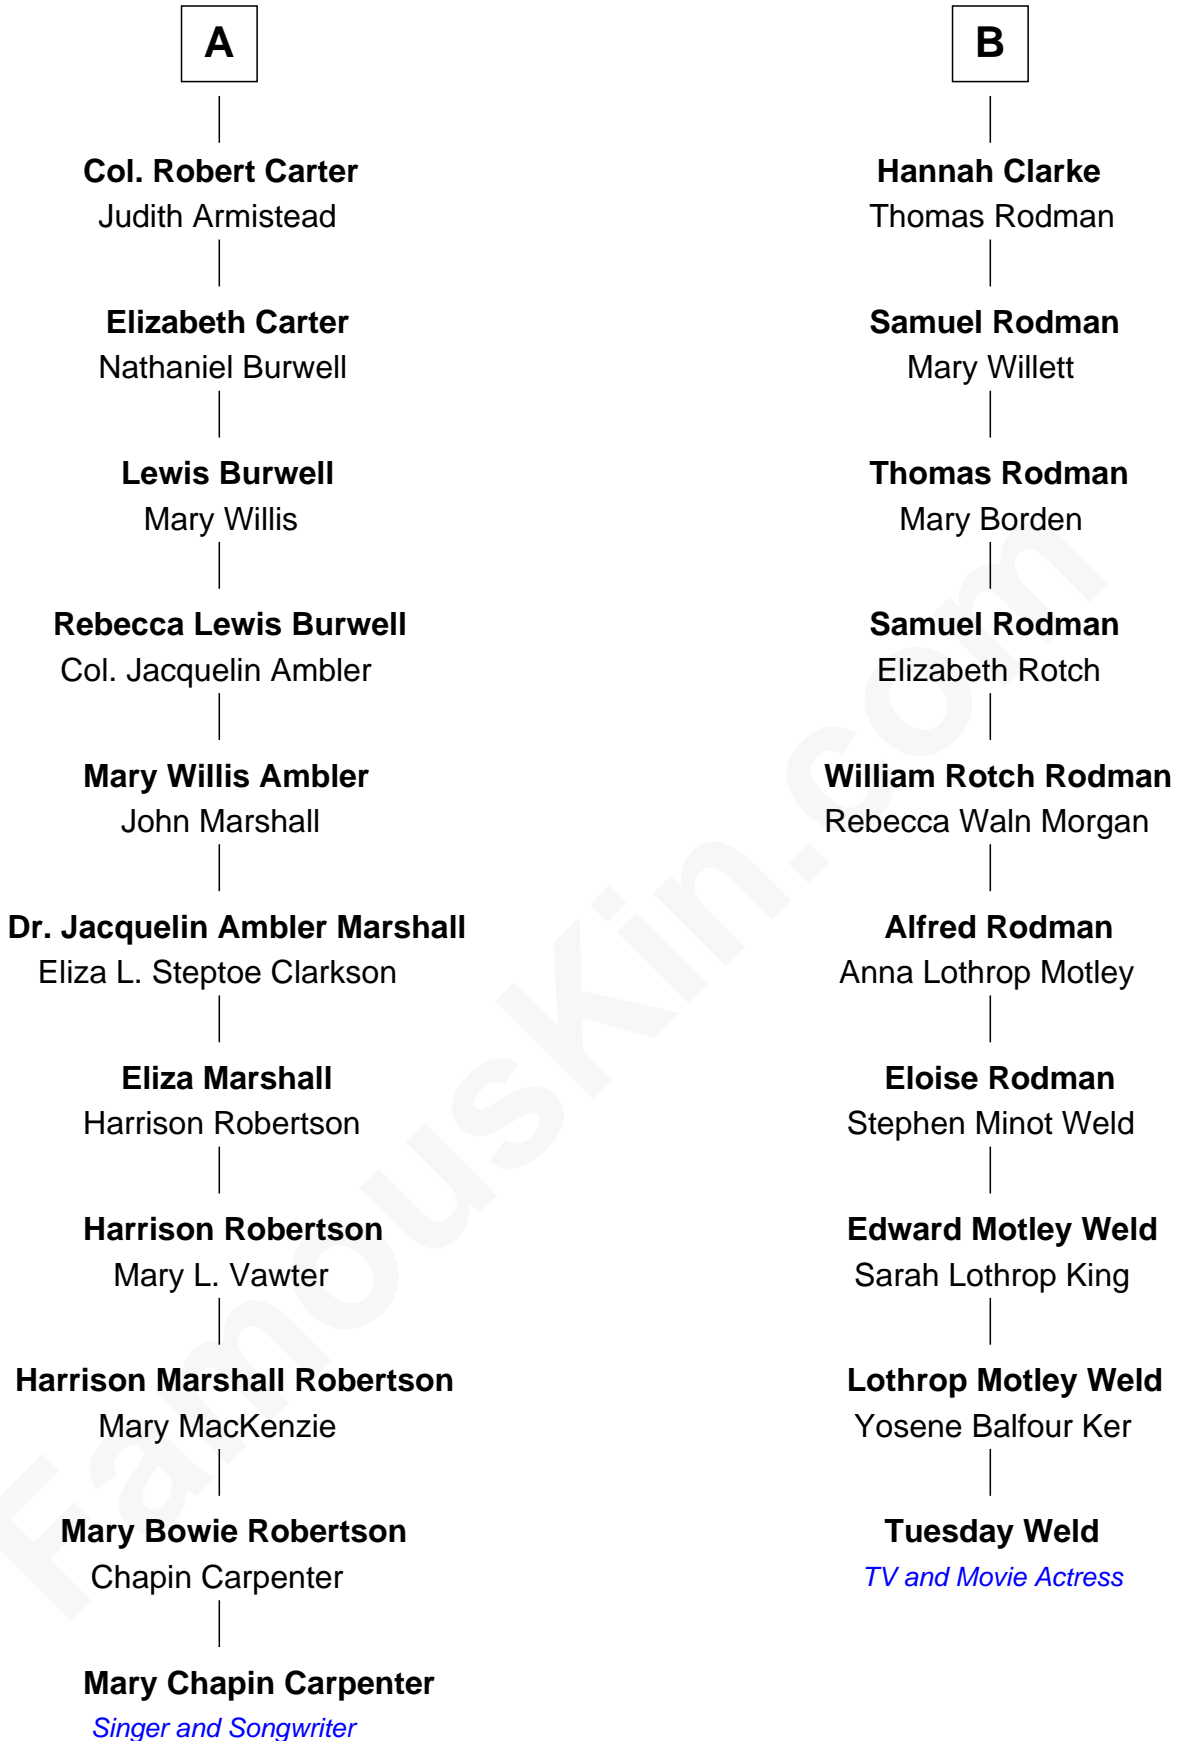 A
Col. Robert Carter
Judith Armistead
Elizabeth Carter
Nathaniel Burwell
Lewis Burwell
Mary Willis
Rebecca Lewis Burwell
Col. Jacquelin Ambler
Mary Willis Ambler
John Marshall
Dr. Jacquelin Ambler Marshall
Eliza L. Steptoe Clarkson
Eliza Marshall
Harrison Robertson
Harrison Robertson
Mary L. Vawter
Harrison Marshall Robertson
Mary MacKenzie
Mary Bowie Robertson
Chapin Carpenter
Mary Chapin Carpenter
Singer and Songwriter
B
Hannah Clarke
Thomas Rodman
Samuel Rodman
Mary Willett
Thomas Rodman
Mary Borden
Samuel Rodman
Elizabeth Rotch
William Rotch Rodman
Rebecca Waln Morgan
Alfred Rodman
Anna Lothrop Motley
Eloise Rodman
Stephen Minot Weld
Edward Motley Weld
Sarah Lothrop King
Lothrop Motley Weld
Yosene Balfour Ker
Tuesday Weld
TV and Movie Actress
FamousKin.com